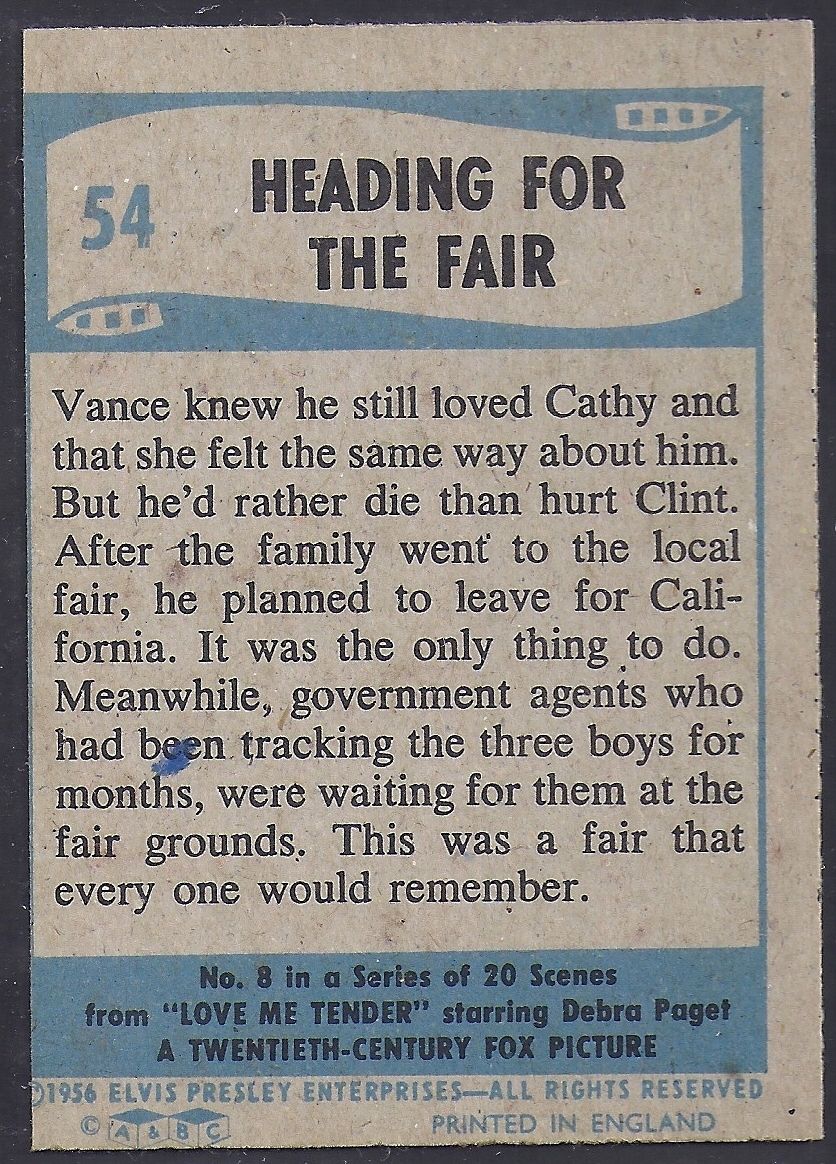 54
HEADING FOR
THE FAIR
Vance knew he still loved Cathy and
that she felt the same way about him.
But he'd rather die than hurt Clint.
After the family went to the local
fair, he planned to leave for Cali-
fornia. It was the only thing to do.
Meanwhile, government agents who
had been tracking the three boys for
months, were waiting for them at the
fair grounds. This was a fair that
every one would remember.
No. 8 in a Series of 20 Scenes
from "LOVE ME TENDER" starring Debra Paget
A TWENTIETH-CENTURY FOX PICTURE
©1956 ELVIS PRESLEY ENTERPRISES—ALL RIGHTS RESERVED
© A & B C PRINTED IN ENGLAND